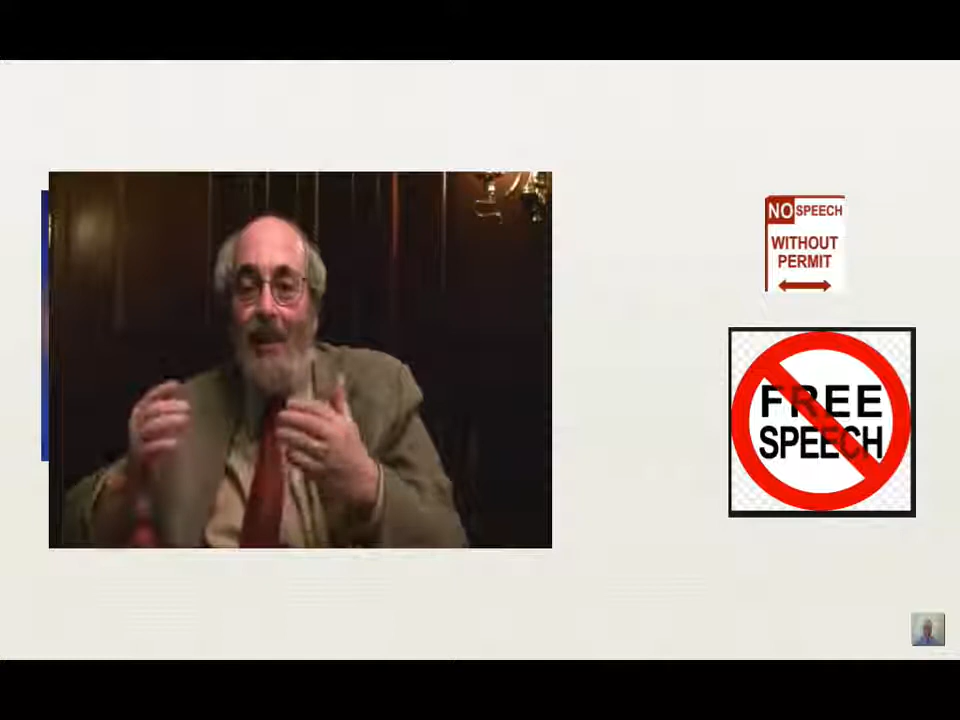 NO SPEECH
WITHOUT
PERMIT
FREE
SPEECH